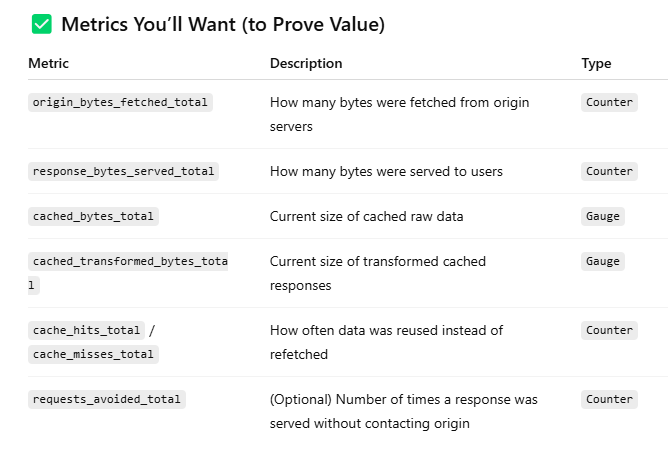 ✅ Metrics You’ll Want (to Prove Value)
Metric Description Type
origin_bytes_fetched_total How many bytes were fetched from origin Counter
servers
response_bytes_served_total How many bytes were served to users Counter
cached_bytes_total Current size of cached raw data Gauge
cached_transformed_bytes_tota Current size of transformed cached Gauge
l responses
cache_hits_total / How often data was reused instead of Counter
cache_misses_total refetched
requests_avoided_total (Optional) Number of times a response was Counter
served without contacting origin